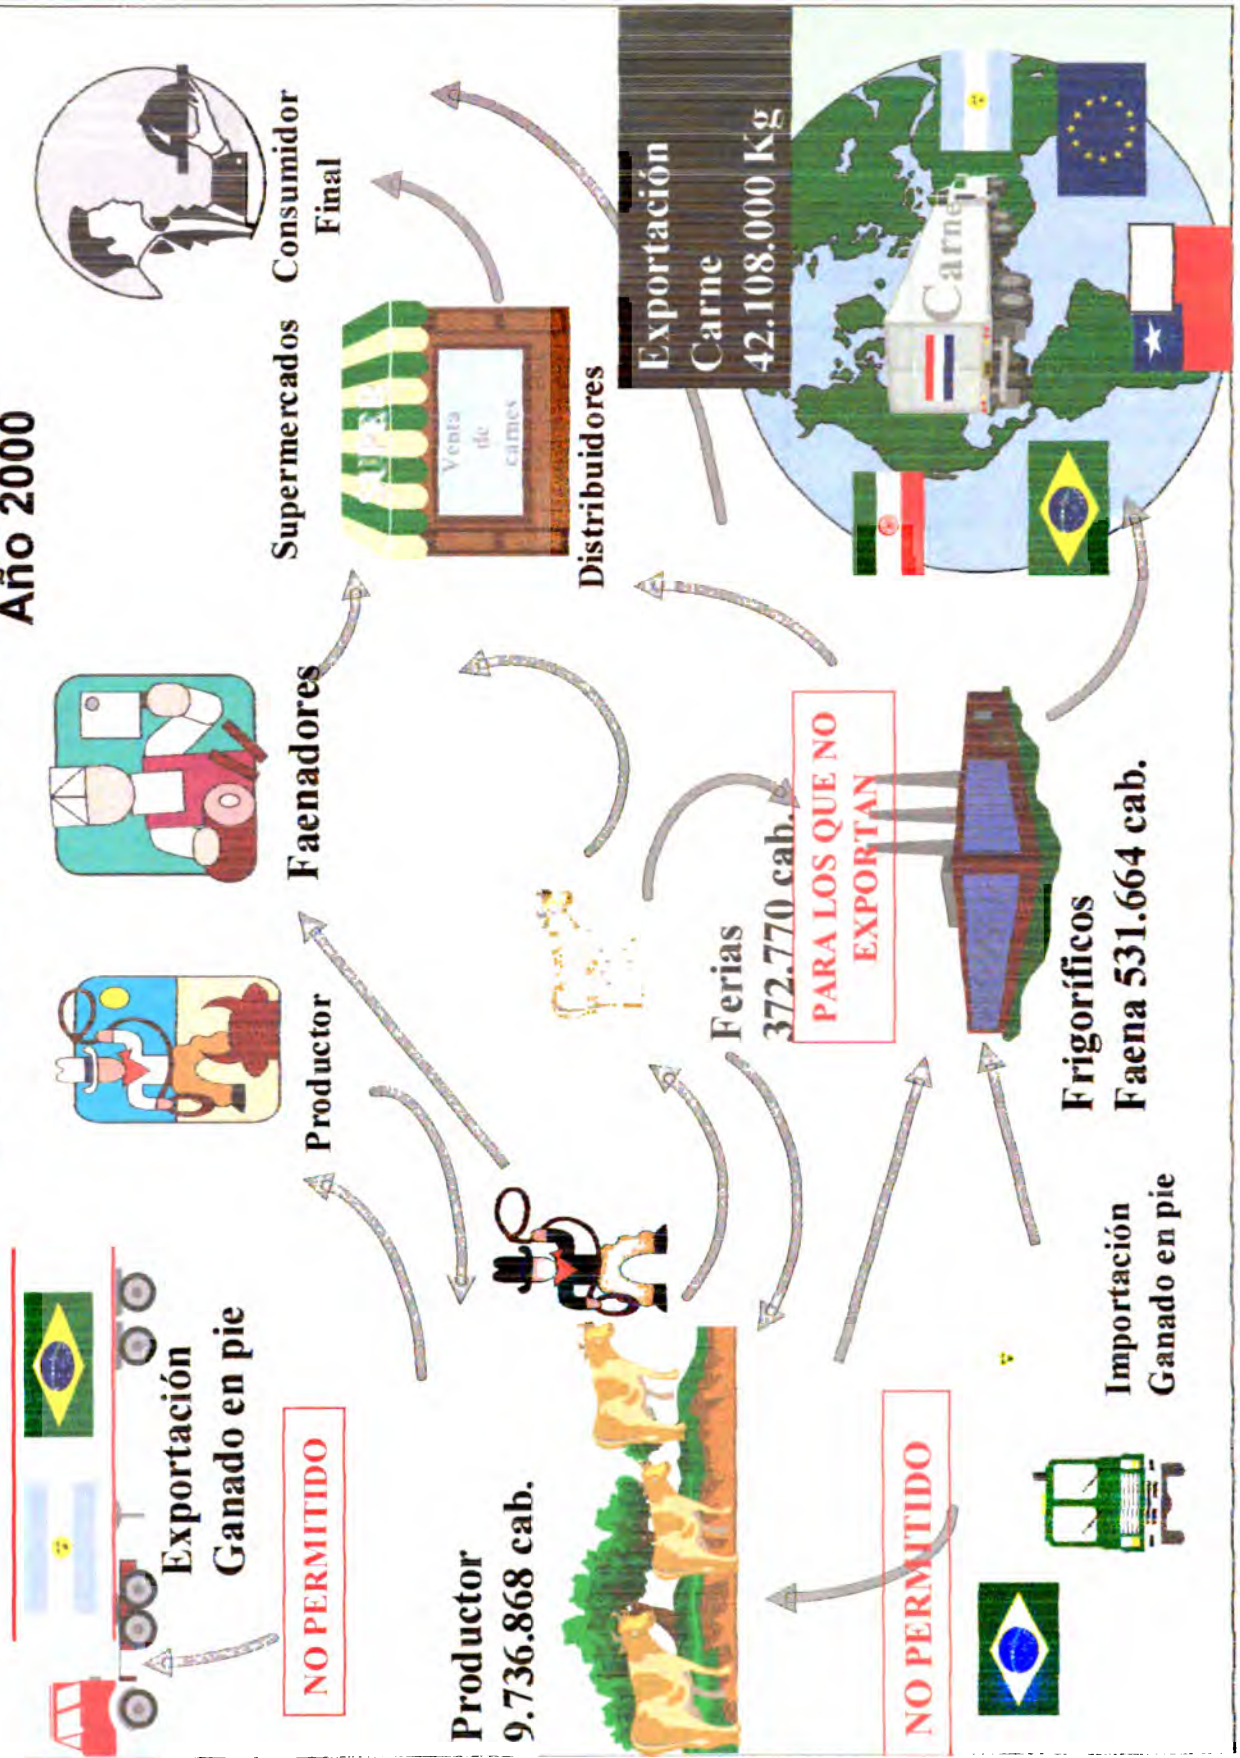 Año 2000
Exportación
Ganado en pie
NO PERMITIDO
Productor
Faenadores
Supermercados
Consumidor
Final
Productor
9.736.868 cab.
Venta
de
carnes
Distribuidores
Ferias
372.770 cab.
PARA LOS QUE NO
EXPORTAN
Exportación
Carne
42.108.000 Kg
Carne
NO PERMITIDO
Importación
Ganado en pie
Frigoríficos
Faena 531.664 cab.